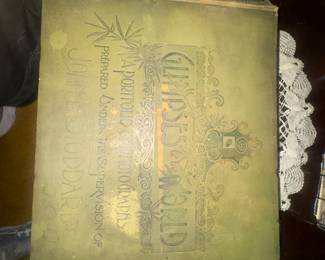 GLIMPSES OF THE WORLD
A PORTFOLIO OF PHOTOGRAPHS
PREPARED UNDER THE SUPERVISION OF
JOHN L. STODDARD